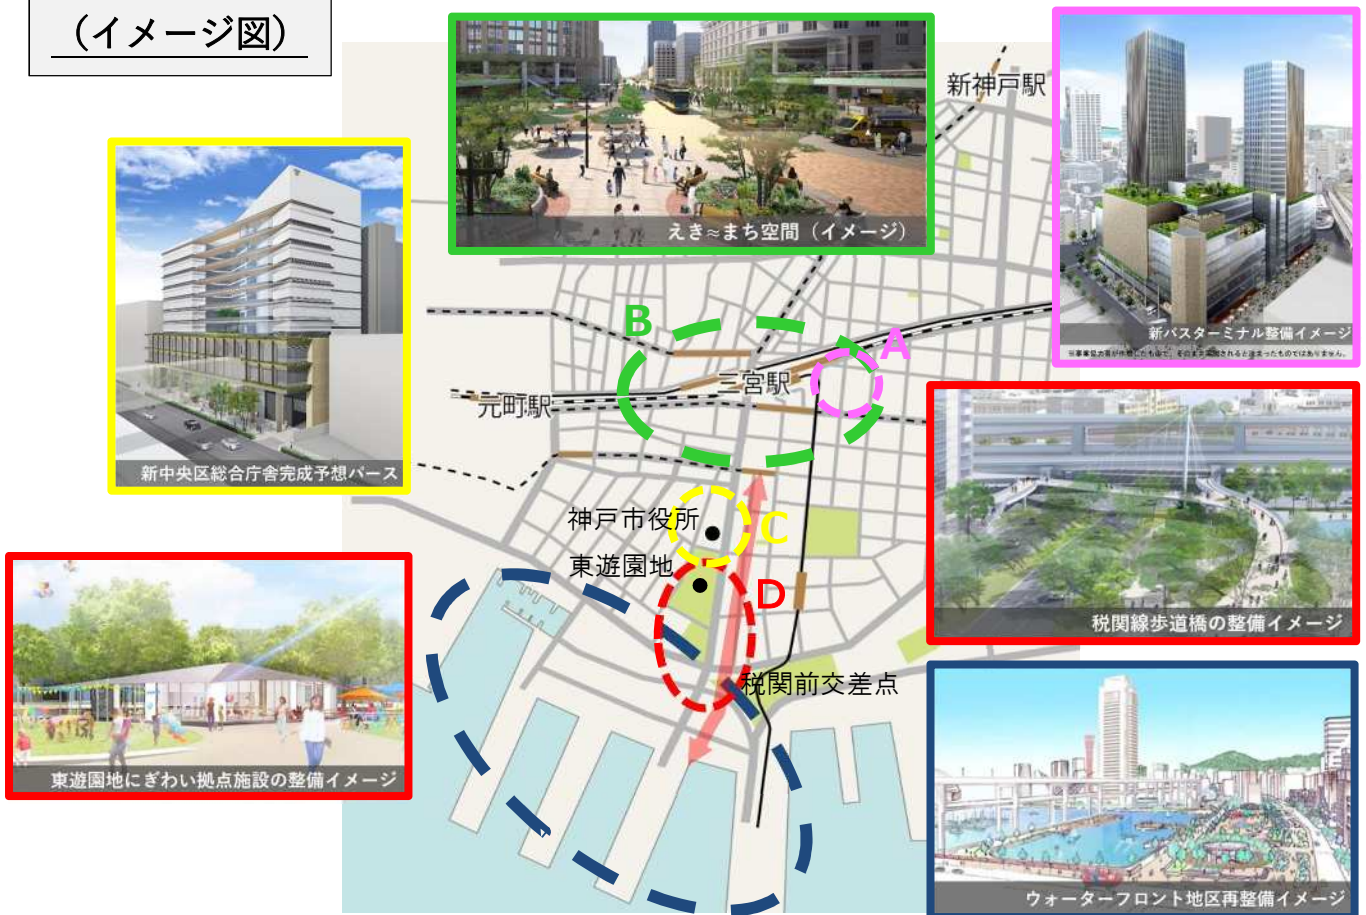 （イメージ図）
えき≈まち空間（イメージ）
新神戸駅
新バスターミナル整備イメージ
※事業協力者が作成したもので、そのまま実現されると決まったものではありません。
新中央区総合庁舎完成予想パース
B
A
三宮駅
元町駅
神戸市役所
C
東遊園地
D
税関線歩道橋の整備イメージ
税関前交差点
東遊園地にぎわい拠点施設の整備イメージ
ウォーターフロント地区再整備イメージ